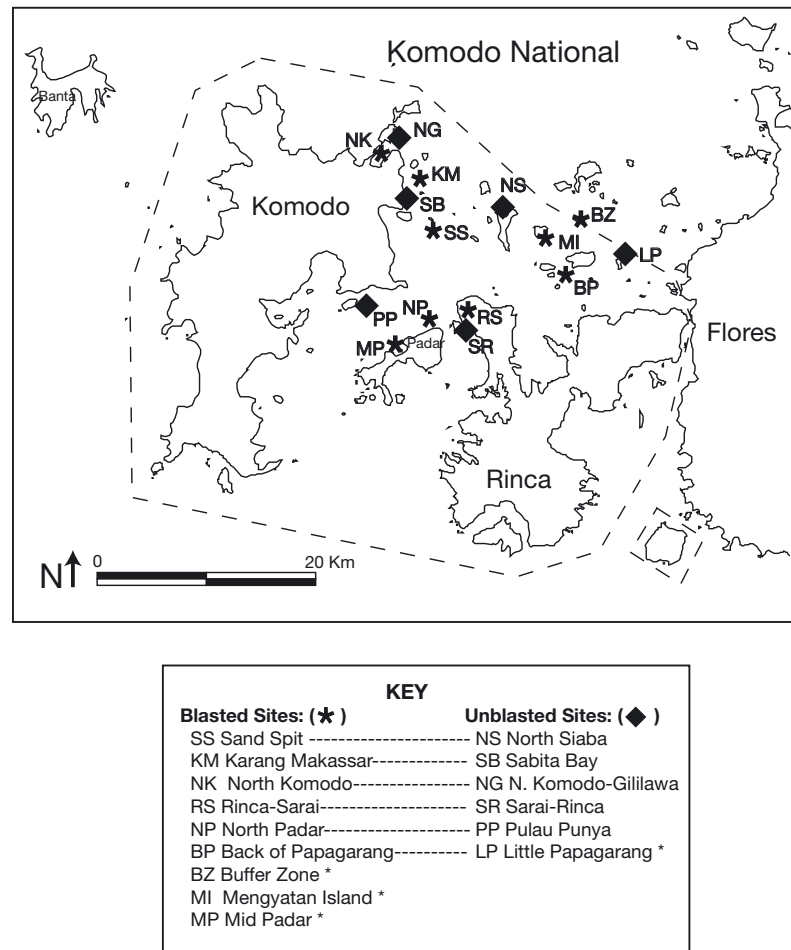 Komodo National
Banta
NG
NK
KM
NS
Komodo
SB
BZ
SS
MI
LP
BP
PP
NP
RS
Flores
MP
Padar
SR
Rinca
0
20 Km
N
KEY
Blasted Sites: (★) Unblasted Sites: (◆ )
SS Sand Spit ----------------------- NS North Siaba
KM Karang Makassar-------------- SB Sabita Bay
NK North Komodo----------------- NG N. Komodo-Gililawa
RS Rinca-Sarai--------------------- SR Sarai-Rinca
NP North Padar--------------------- PP Pulau Punya
BP Back of Papagarang---------- LP Little Papagarang *
BZ Buffer Zone *
MI Mengyatan Island *
MP Mid Padar *